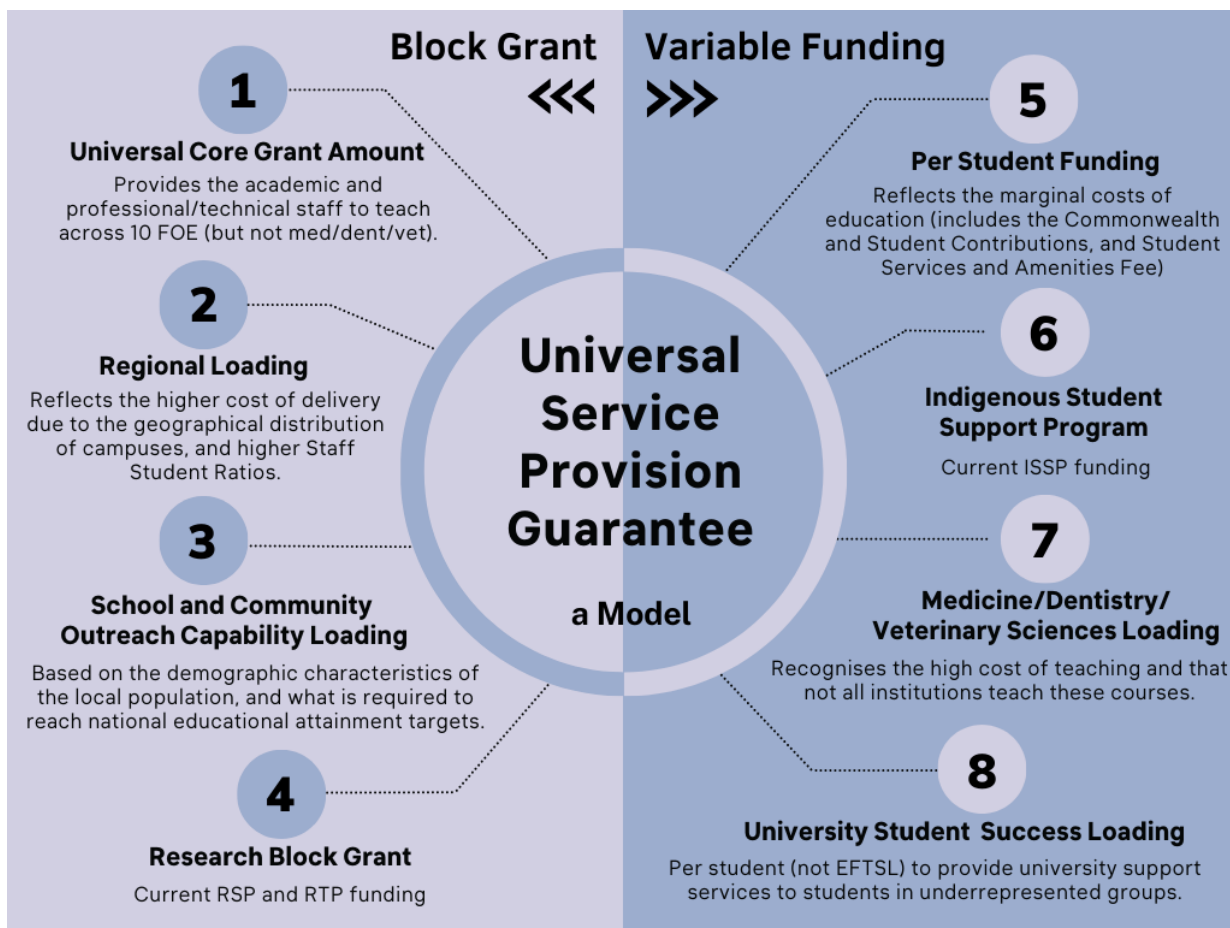 Block Grant
<<<
1
Universal Core Grant Amount
Provides the academic and
professional/technical staff to teach
across 10 FOE (but not med/dent/vet).
2
Regional Loading
Reflects the higher cost of delivery
due to the geographical distribution
of campuses, and higher Staff
Student Ratios.
3
School and Community
Outreach Capability Loading
Based on the demographic characteristics of
the local population, and what is required to
reach national educational attainment targets.
4
Research Block Grant
Current RSP and RTP funding
Universal
Service
Provision
Guarantee
a Model
Variable Funding
>>>
5
Per Student Funding
Reflects the marginal costs of
education (includes the Commonwealth
and Student Contributions, and Student
Services and Amenities Fee)
6
Indigenous Student
Support Program
Current ISSP funding
7
Medicine/Dentistry/
Veterinary Sciences Loading
Recognises the high cost of teaching and that
not all institutions teach these courses.
8
University Student Success Loading
Per student (not EFTSL) to provide university support
services to students in underrepresented groups.